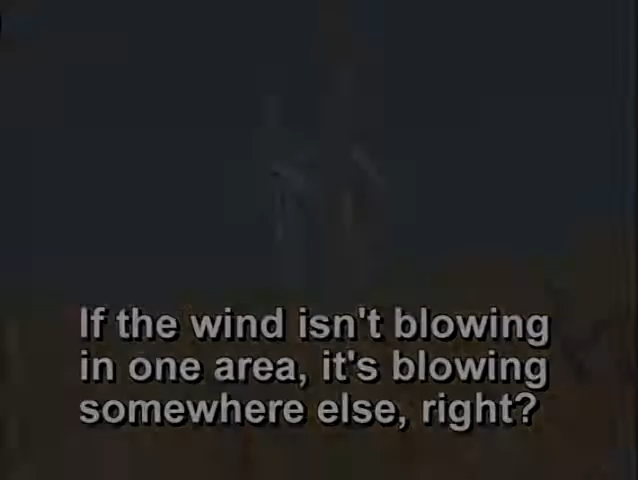 If the wind isn't blowing
in one area, it's blowing
somewhere else, right?